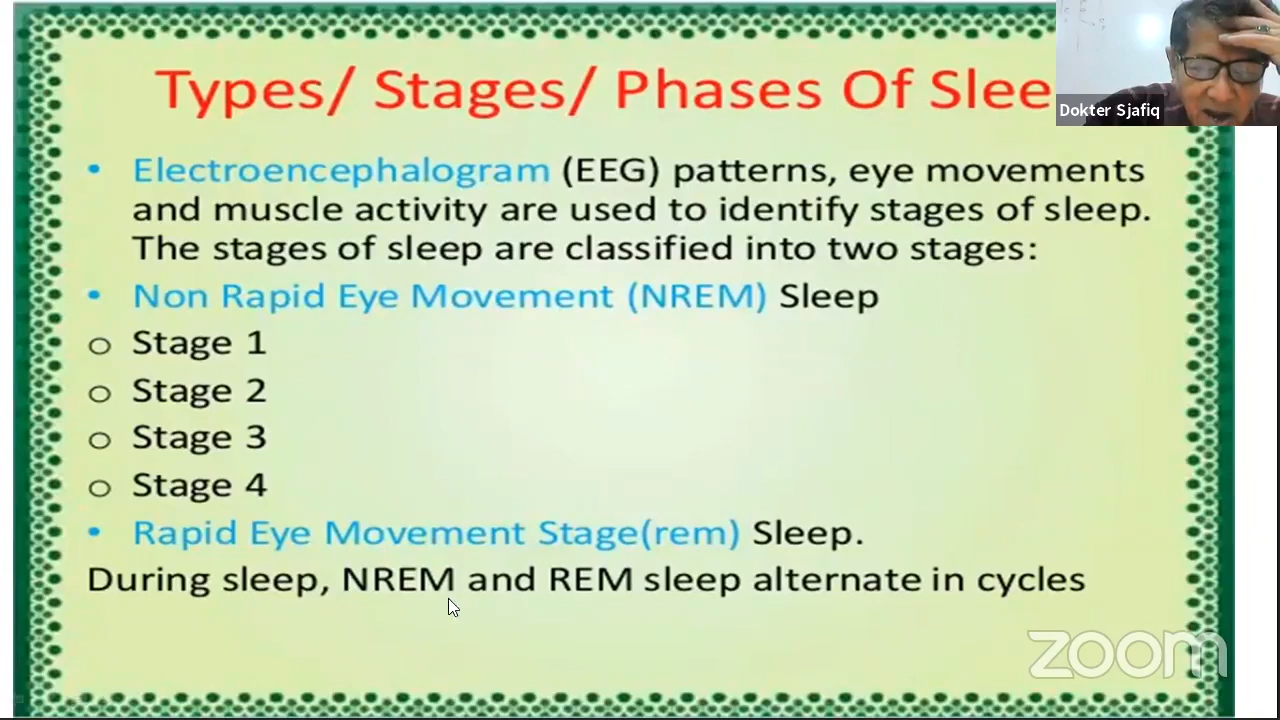 Types/ Stages/ Phases Of Slee
Dokter Sjafiq
• Electroencephalogram (EEG) patterns, eye movements
and muscle activity are used to identify stages of sleep.
The stages of sleep are classified into two stages:
• Non Rapid Eye Movement (NREM) Sleep
o Stage 1
o Stage 2
o Stage 3
o Stage 4
• Rapid Eye Movement Stage(rem) Sleep.
During sleep, NREM and REM sleep alternate in cycles
zoom